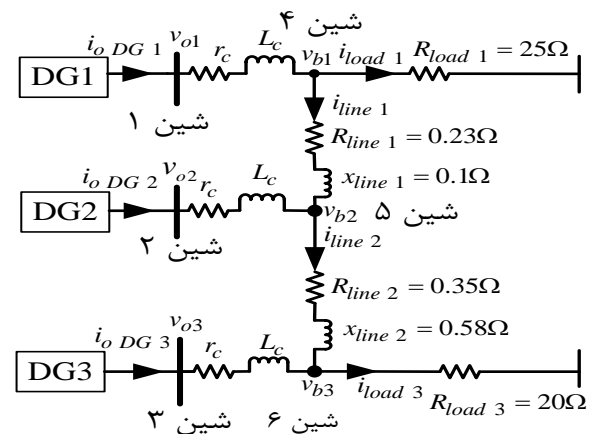 شین ۴
i_o DG 1
v_o1
r_c
L_c
v_b1
i_load 1
R_load 1 = 25Ω
DG1
i_line 1
شین ۱
R_line 1 = 0.23Ω
i_o DG 2
v_o2
r_c
L_c
x_line 1 = 0.1Ω
DG2
v_b2
شین ۵
i_line 2
شین ۲
R_line 2 = 0.35Ω
i_o DG 3
v_o3
r_c
L_c
x_line 2 = 0.58Ω
DG3
v_b3
i_load 3
R_load 3 = 20Ω
شین ۳
شین ۶